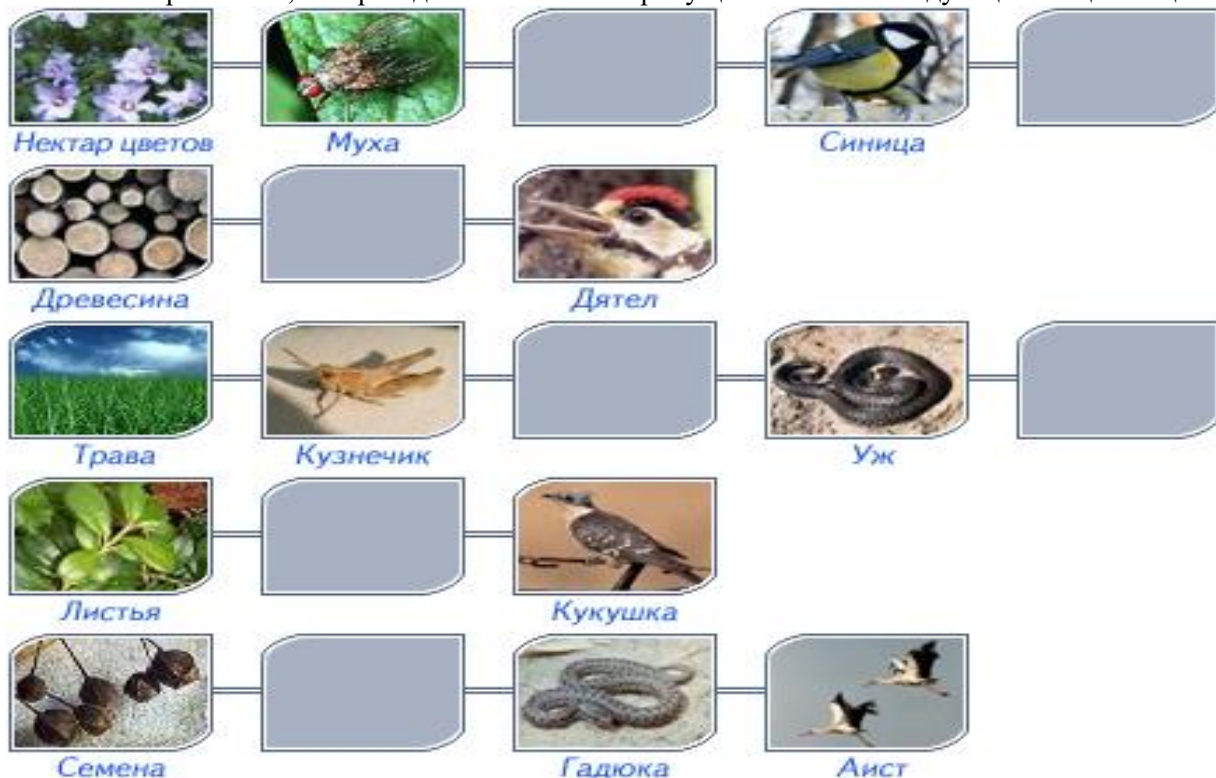 Нектар цветов Муха Синица
Древесина Дятел
Трава Кузнечик Уж
Листья Кукушка
Семена Гадюка Аист